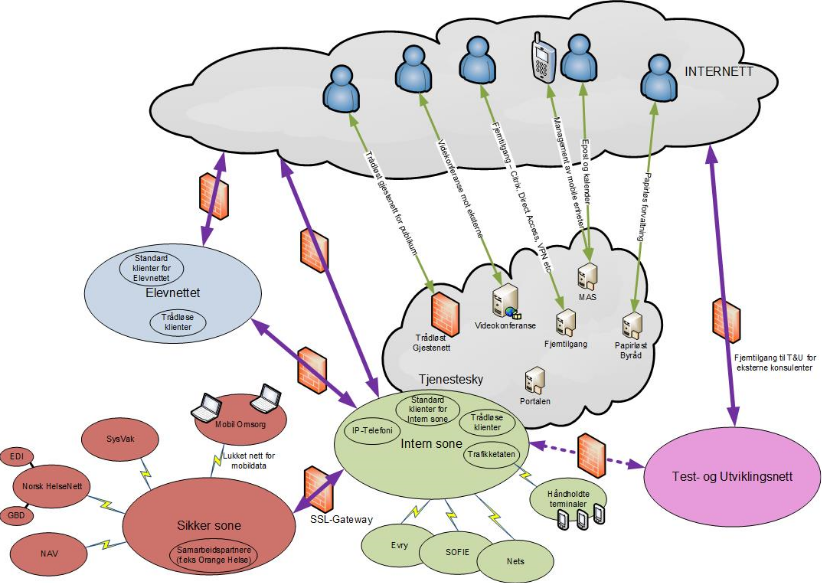 INTERNETT
Trådløst gjestenett for publikum
Videkonferanse mot eksterne
Fjerntilgang – Citrix, Direct Access, VPN etc.
Management av mobile enheter
Epost og kalender
Papirløs forvaltning
Standard
klienter for
Elevnettet
Elevnettet
Trådløse
klienter
MAS
Trådløst
Gjestenett
Videokonferanse
Fjerntilgang
Papirløst
Byråd
Portalen
Tjenestesky
Fjerntilgang til T&U for
eksterne konsulenter
Standard
klienter for
Intern sone
IP-Telefoni
Trådløse
klienter
Intern sone
Trafikketaten
Mobil Omsorg
SysVak
Lukket nett for
mobildata
EDI
Norsk HelseNett
GBD
NAV
Sikker sone
Samarbeidspartnere
(f.eks Orange Helse)
SSL-Gateway
Håndholdte
terminaler
Evry
SOFIE
Nets
Test- og Utviklingsnett